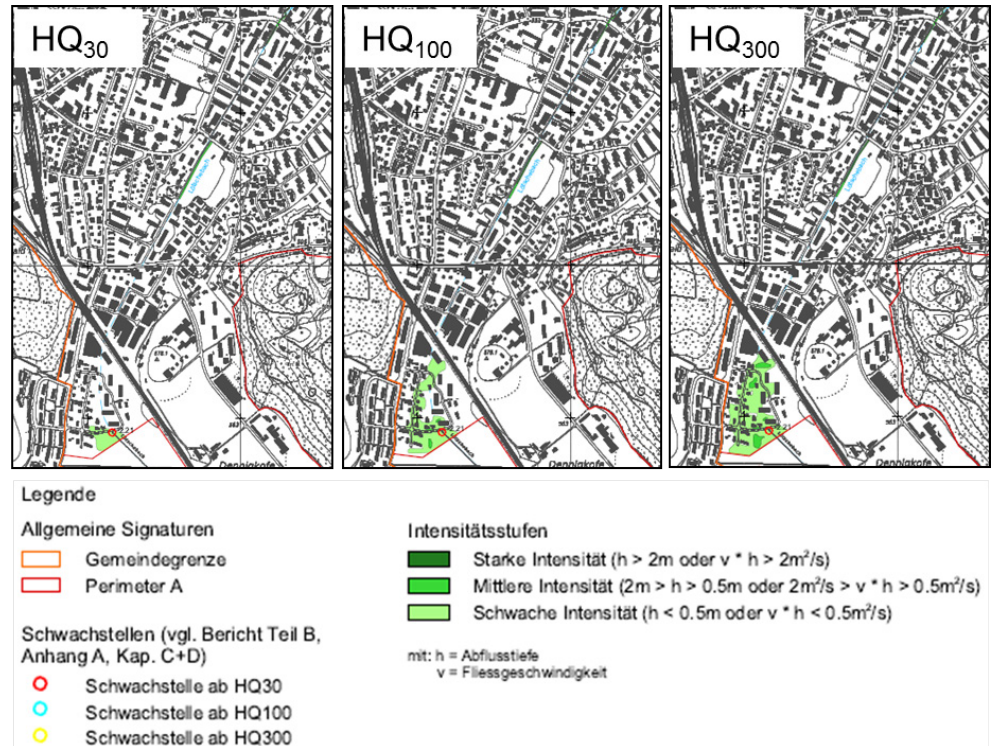 HQ30
HQ100
HQ300
Legende
Allgemeine Signaturen
Gemeindegrenze
Perimeter A
Schwachstellen (vgl. Bericht Teil B,
Anhang A, Kap. C+D)
Schwachstelle ab HQ30
Schwachstelle ab HQ100
Schwachstelle ab HQ300
Intensitätsstufen
Starke Intensität (h > 2m oder v * h > 2m²/s)
Mittlere Intensität (2m > h > 0.5m oder 2m²/s > v * h > 0.5m²/s)
Schwache Intensität (h < 0.5m oder v * h < 0.5m²/s)
mit: h = Abflusstiefe
v = Fliessgeschwindigkeit